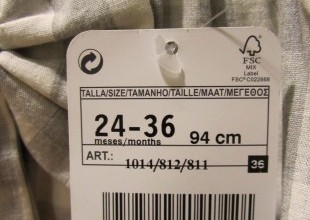 FSC
MIX
Label
FSC® C022668
TALLA/SIZE/TAMANHO/TAILLE/MAAT/ΜΕΓΕΘΟΣ
24-36 94 cm
meses/months
ART.: 1014/812/811
36